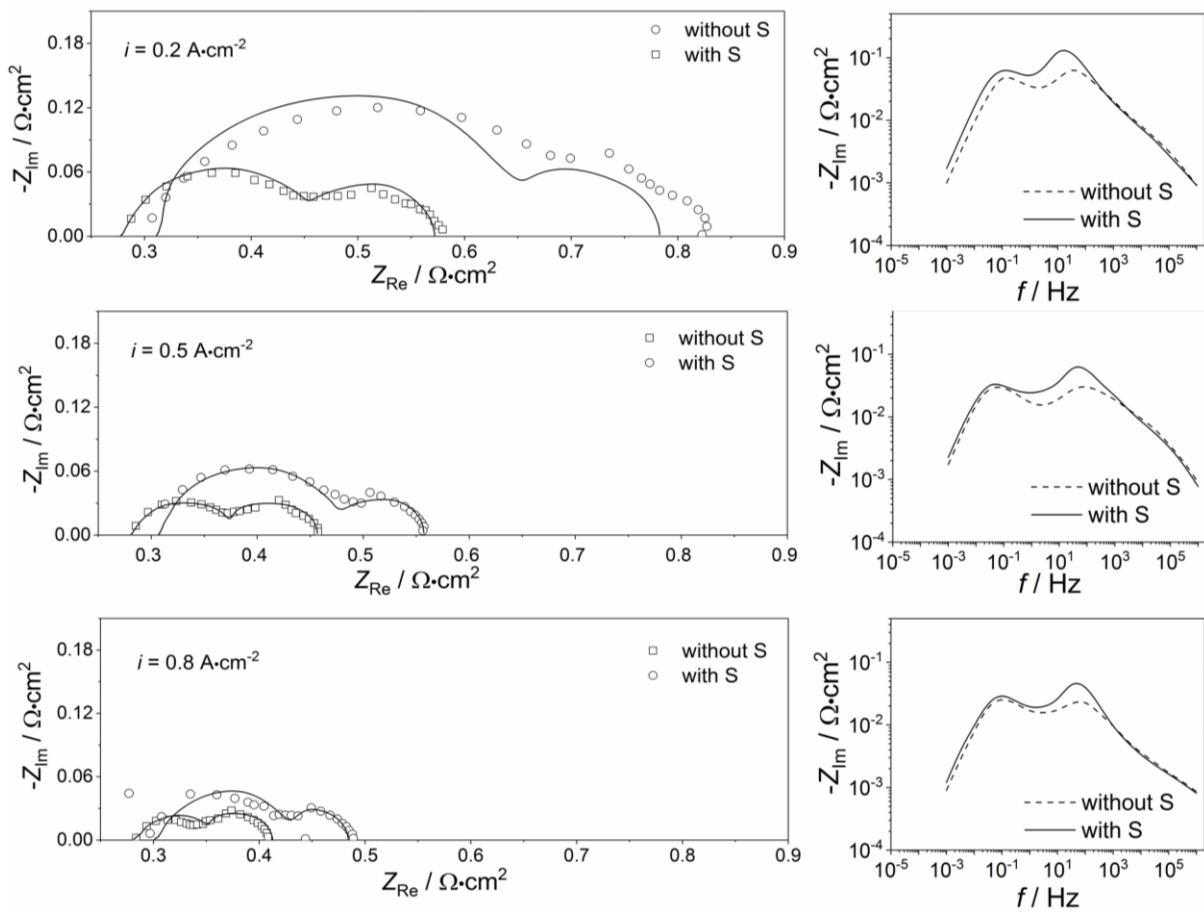 0.18
0.12
0.06
0.00
-Z_Im / Ω•cm²
i = 0.2 A•cm⁻²
without S
with S
0.3 0.4 0.5 0.6 0.7 0.8 0.9
Z_Re / Ω•cm²
10⁻¹
10⁻²
10⁻³
10⁻⁴
-Z_Im / Ω•cm²
without S
with S
10⁻⁵ 10⁻³ 10⁻¹ 10¹ 10³ 10⁵
f / Hz
0.18
0.12
0.06
0.00
-Z_Im / Ω•cm²
i = 0.5 A•cm⁻²
without S
with S
0.3 0.4 0.5 0.6 0.7 0.8 0.9
Z_Re / Ω•cm²
10⁻¹
10⁻²
10⁻³
10⁻⁴
-Z_Im / Ω•cm²
without S
with S
10⁻⁵ 10⁻³ 10⁻¹ 10¹ 10³ 10⁵
f / Hz
0.18
0.12
0.06
0.00
-Z_Im / Ω•cm²
i = 0.8 A•cm⁻²
without S
with S
0.3 0.4 0.5 0.6 0.7 0.8 0.9
Z_Re / Ω•cm²
10⁻¹
10⁻²
10⁻³
10⁻⁴
-Z_Im / Ω•cm²
without S
with S
10⁻⁵ 10⁻³ 10⁻¹ 10¹ 10³ 10⁵
f / Hz